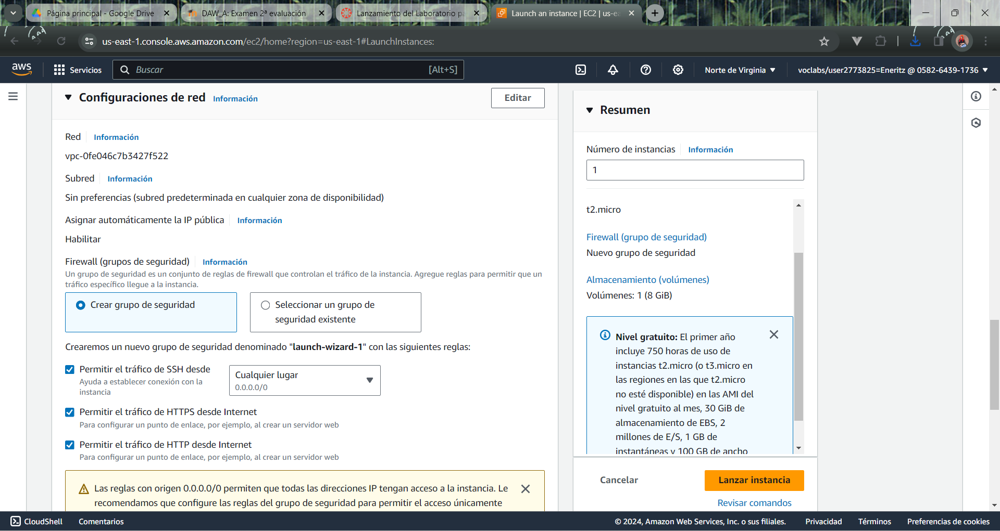 Página principal - Google Drive
DAW_A: Examen 2ª evaluación
Lanzamiento del Laboratorio pa
Launch an instance | EC2 | us-ea
us-east-1.console.aws.amazon.com/ec2/home?region=us-east-1#LaunchInstances:
aws
Servicios
Buscar
[Alt+S]
Norte de Virginia
voclabs/user2773825=Eneritz @ 0582-6439-1736
Configuraciones de red
Información
Editar
Red
Información
vpc-0fe046c7b3427f522
Subred
Información
Sin preferencias (subred predeterminada en cualquier zona de disponibilidad)
Asignar automáticamente la IP pública
Información
Habilitar
Firewall (grupos de seguridad)
Información
Un grupo de seguridad es un conjunto de reglas de firewall que controlan el tráfico de la instancia. Agregue reglas para permitir que un
tráfico específico llegue a la instancia.
Crear grupo de seguridad
Seleccionar un grupo de
seguridad existente
Crearemos un nuevo grupo de seguridad denominado "launch-wizard-1" con las siguientes reglas:
Permitir el tráfico de SSH desde
Ayuda a establecer conexión con la
instancia
Cualquier lugar
0.0.0.0/0
Permitir el tráfico de HTTPS desde Internet
Para configurar un punto de enlace, por ejemplo, al crear un servidor web
Permitir el tráfico de HTTP desde Internet
Para configurar un punto de enlace, por ejemplo, al crear un servidor web
Las reglas con origen 0.0.0.0/0 permiten que todas las direcciones IP tengan acceso a la instancia. Le
recomendamos que configure las reglas del grupo de seguridad para permitir el acceso únicamente
Resumen
Número de instancias
Información
1
t2.micro
Firewall (grupo de seguridad)
Nuevo grupo de seguridad
Almacenamiento (volúmenes)
Volúmenes: 1 (8 GiB)
Nivel gratuito: El primer año
incluye 750 horas de uso de
instancias t2.micro (o t3.micro en
las regiones en las que t2.micro
no esté disponible) en las AMI del
nivel gratuito al mes, 30 GiB de
almacenamiento de EBS, 2
millones de E/S, 1 GB de
instantáneas y 100 GB de ancho
Cancelar
Lanzar instancia
Revisar comandos
CloudShell
Comentarios
© 2024, Amazon Web Services, Inc. o sus filiales.
Privacidad
Términos
Preferencias de cookies